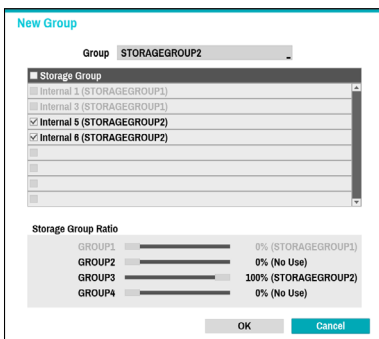 New Group
Group STORAGEGROUP2
Storage Group
Internal 1 (STORAGEGROUP1)
Internal 3 (STORAGEGROUP1)
Internal 5 (STORAGEGROUP2)
Internal 6 (STORAGEGROUP2)
Storage Group Ratio
GROUP1 0% (STORAGEGROUP1)
GROUP2 0% (No Use)
GROUP3 100% (STORAGEGROUP2)
GROUP4 0% (No Use)
OK Cancel